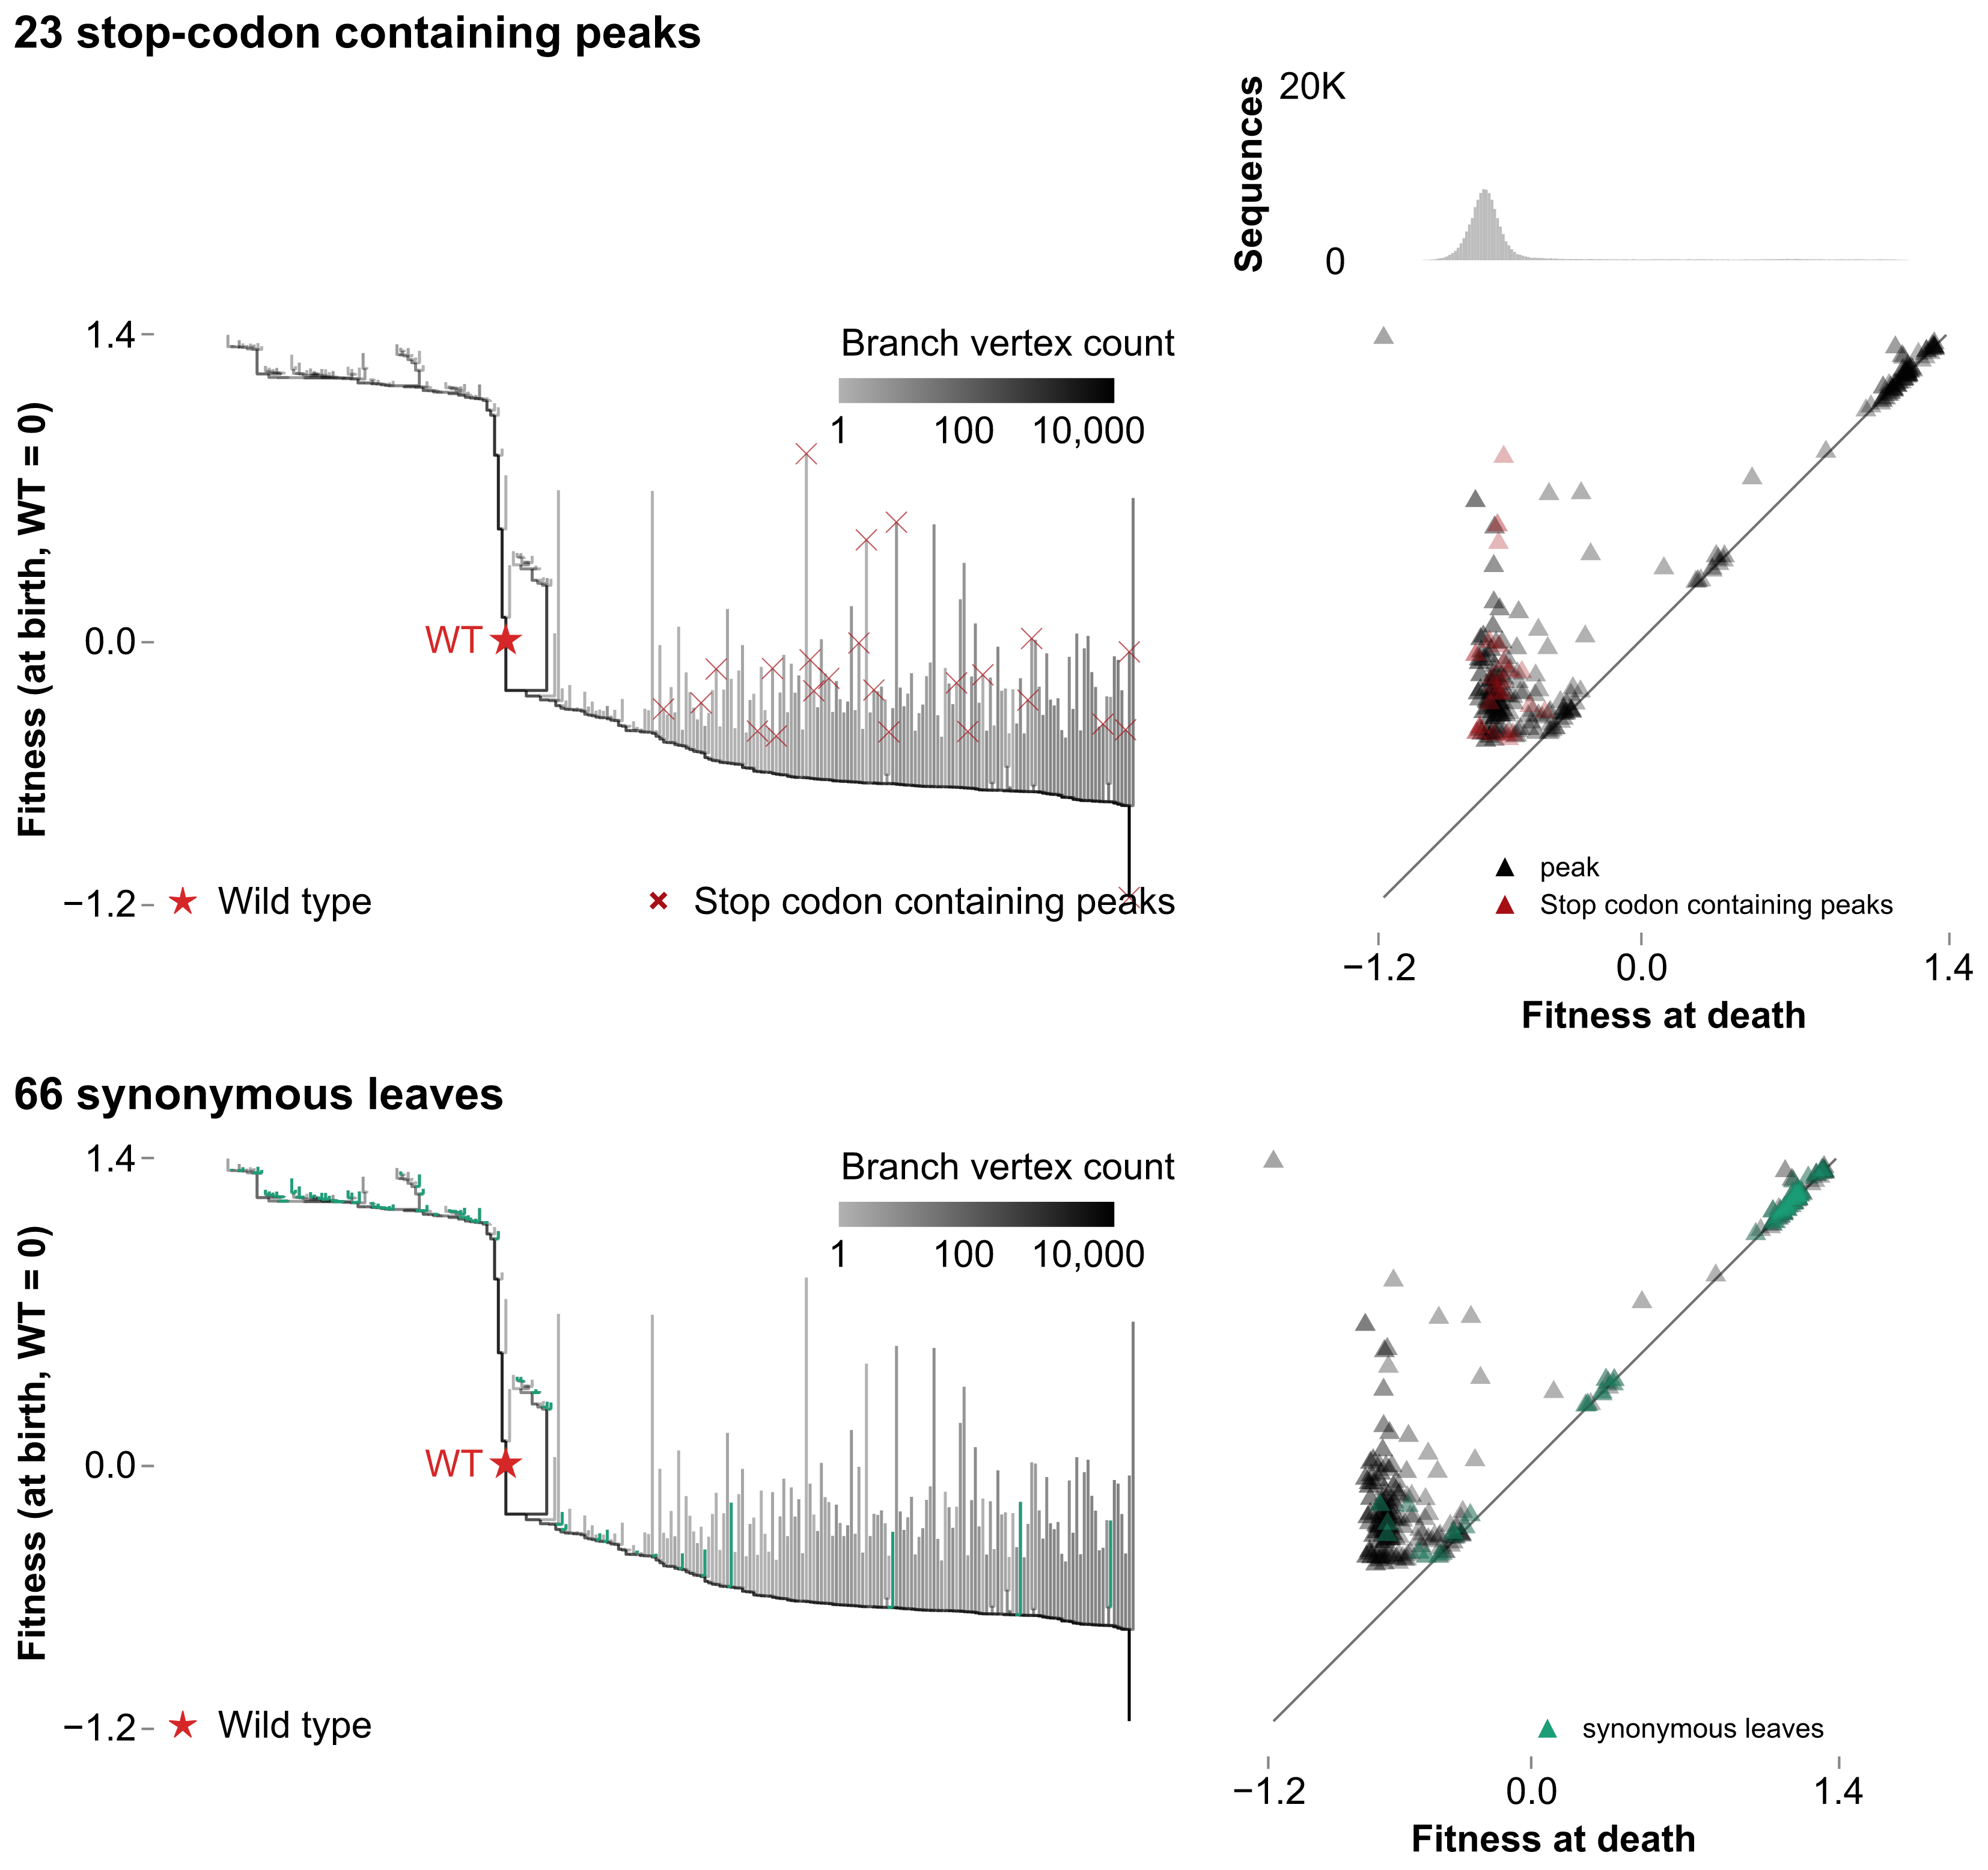 23 stop-codon containing peaks
Sequences
20K
0
Fitness (at birth, WT = 0)
1.4
0.0
−1.2
Branch vertex count
1 100 10,000
WT
Wild type
Stop codon containing peaks
peak
Stop codon containing peaks
−1.2 0.0 1.4
Fitness at death
66 synonymous leaves
Fitness (at birth, WT = 0)
1.4
0.0
−1.2
Branch vertex count
1 100 10,000
WT
Wild type
synonymous leaves
−1.2 0.0 1.4
Fitness at death